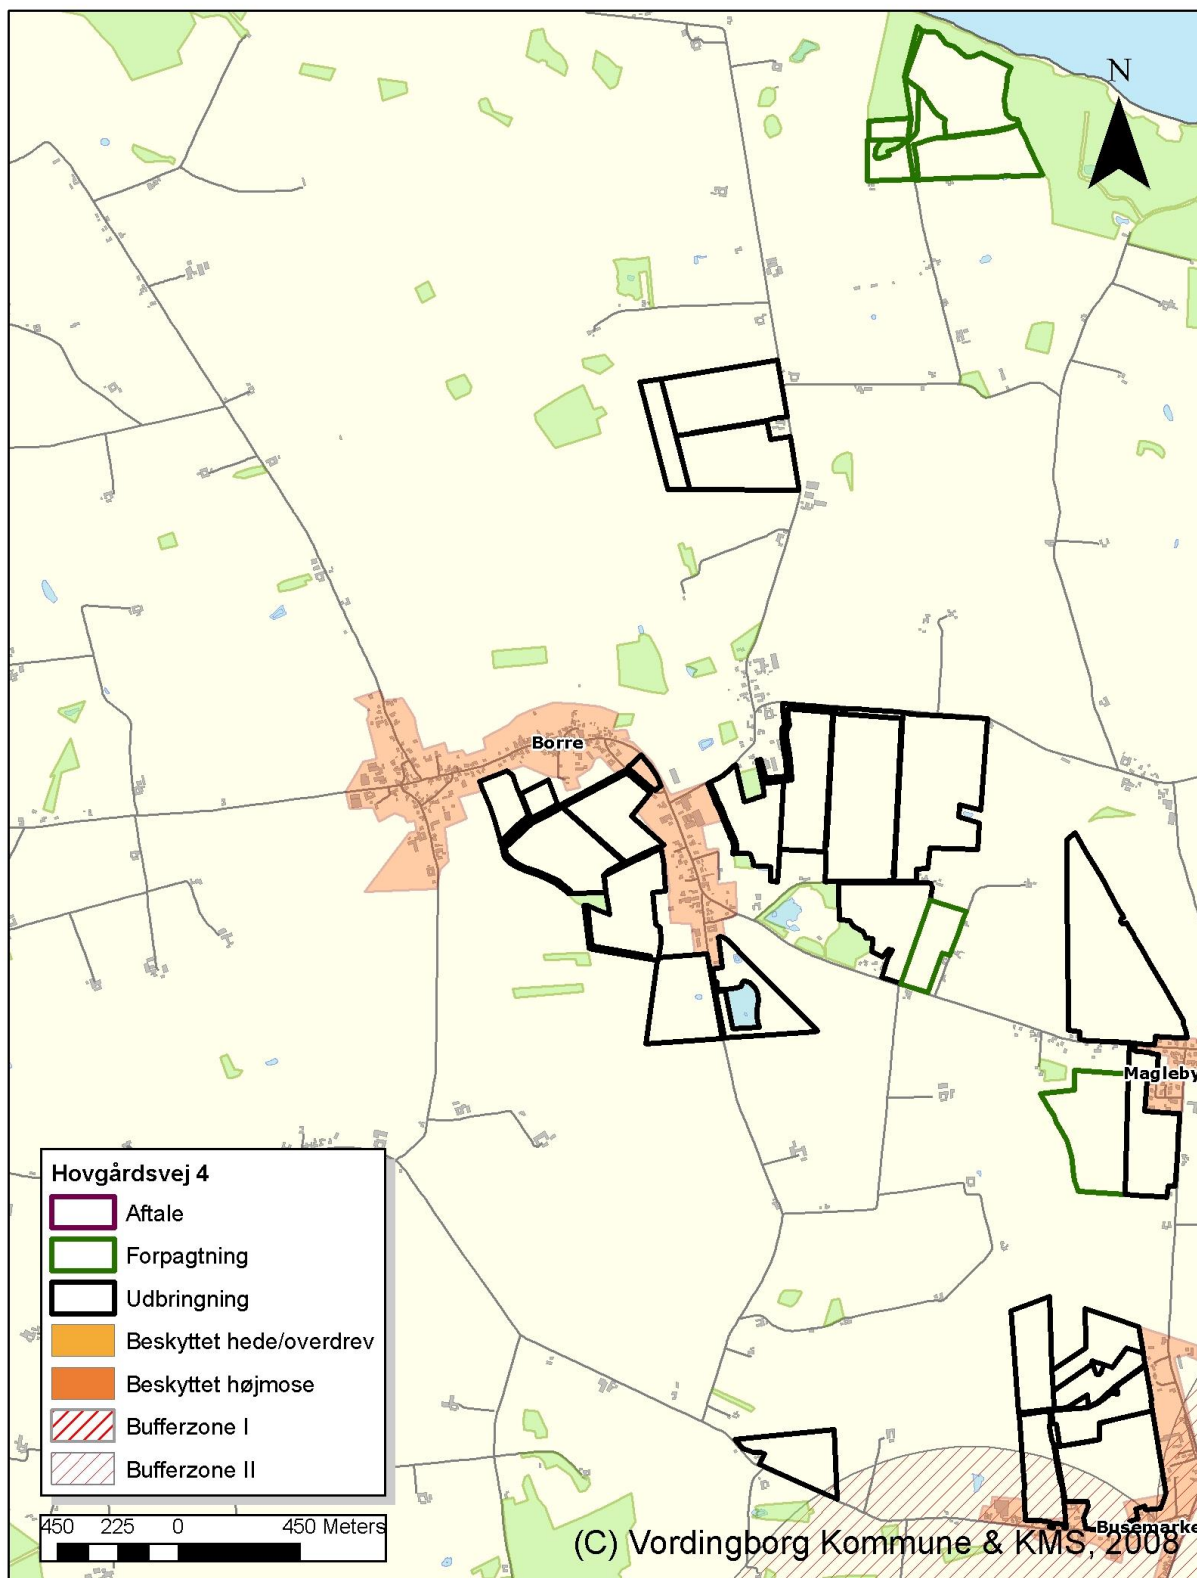 N
Borre
Magleby
Hovgårdsvej 4
Aftale
Forpagtning
Udbringning
Beskyttet hede/overdrev
Beskyttet højmose
Bufferzone I
Bufferzone II
450 225 0 450 Meters
Busemarke
(C) Vordingborg Kommune & KMS, 2008